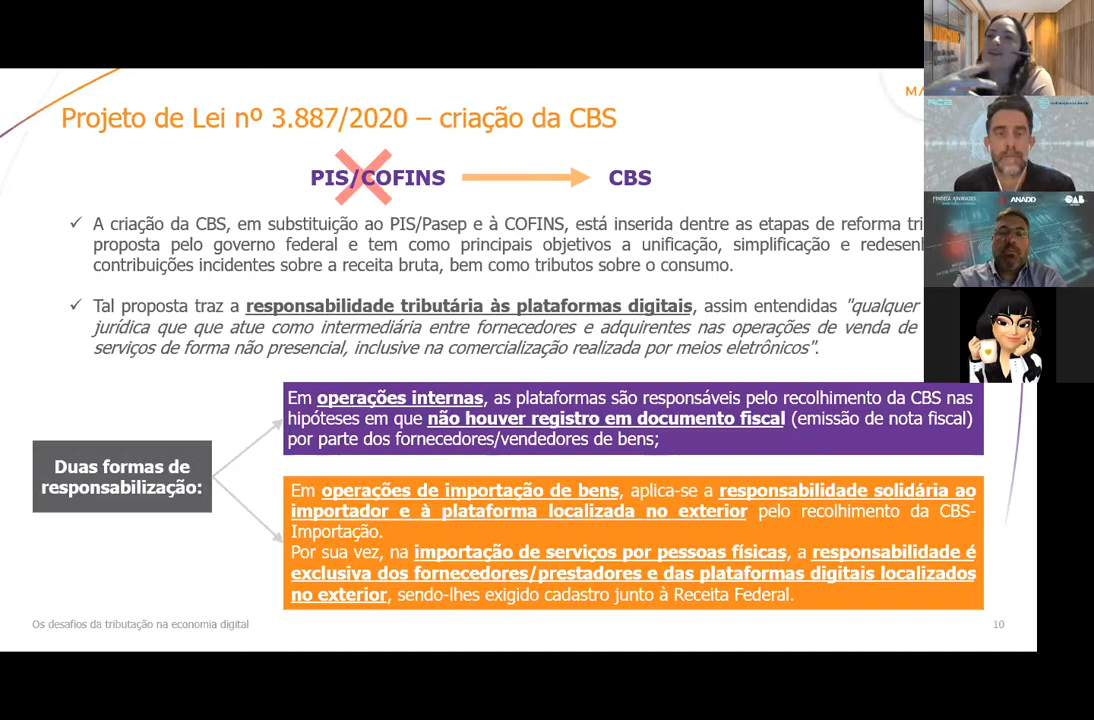 Projeto de Lei nº 3.887/2020 – criação da CBS
PIS/COFINS CBS
A criação da CBS, em substituição ao PIS/Pasep e à COFINS, está inserida dentre as etapas de reforma tri
proposta pelo governo federal e tem como principais objetivos a unificação, simplificação e redesenl
contribuições incidentes sobre a receita bruta, bem como tributos sobre o consumo.
Tal proposta traz a responsabilidade tributária às plataformas digitais, assim entendidas "qualquer
jurídica que que atue como intermediária entre fornecedores e adquirentes nas operações de venda de
serviços de forma não presencial, inclusive na comercialização realizada por meios eletrônicos".
Duas formas de
responsabilização:
Em operações internas, as plataformas são responsáveis pelo recolhimento da CBS nas
hipóteses em que não houver registro em documento fiscal (emissão de nota fiscal)
por parte dos fornecedores/vendedores de bens;
Em operações de importação de bens, aplica-se a responsabilidade solidária ao
importador e à plataforma localizada no exterior pelo recolhimento da CBS-
Importação.
Por sua vez, na importação de serviços por pessoas físicas, a responsabilidade é
exclusiva dos fornecedores/prestadores e das plataformas digitais localizados
no exterior, sendo-lhes exigido cadastro junto à Receita Federal.
Os desafios da tributação na economia digital
10
MA
RC2
FONSECA ADVOGADOS
ANADD
OAB